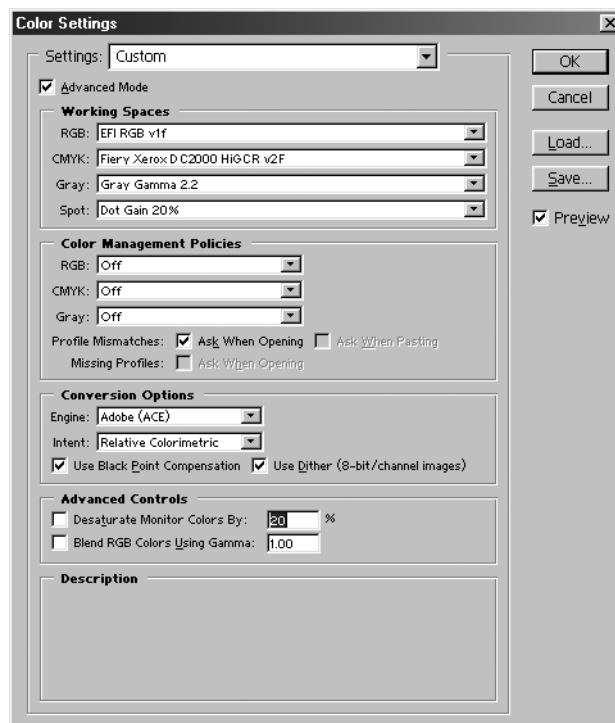 Color Settings
Settings: Custom
OK
Advanced Mode
Cancel
Working Spaces
RGB: EFI RGB v1f
Load...
CMYK: Fiery Xerox DC2000 HiGCR v2F
Gray: Gray Gamma 2.2
Save...
Spot: Dot Gain 20%
Preview
Color Management Policies
RGB: Off
CMYK: Off
Gray: Off
Profile Mismatches: Ask When Opening Ask When Pasting
Missing Profiles: Ask When Opening
Conversion Options
Engine: Adobe (ACE)
Intent: Relative Colorimetric
Use Black Point Compensation Use Dither (8-bit/channel images)
Advanced Controls
Desaturate Monitor Colors By: 20 %
Blend RGB Colors Using Gamma: 1.00
Description